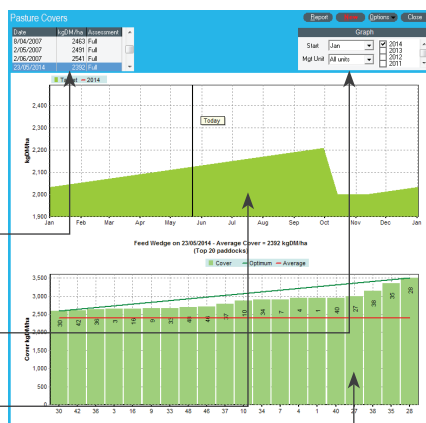 Pasture Covers
Report
Options
Close
Date kgDM/ha Assessment
8/04/2007 2463 Full
2/05/2007 2491 Full
2/06/2007 2541 Full
23/05/2014 2392 Full
Graph
Start Jan
Mgt Unit All units
2014
2013
2012
2011
Target 2014
kgDM/ha
2,400
2,300
2,200
2,100
2,000
1,900
Today
Jan Feb Mar Apr May Jun Jul Aug Sep Oct Nov Dec Jan
Feed Wedge on 23/05/2014 - Average Cover = 2392 kgDM/ha
(Top 20 paddocks)
Cover Optimum Average
Cover kgDM/ha
3,500
3,000
2,500
2,000
1,500
1,000
500
0
30 42 36 3 16 9 33 48 46 37 10 34 7 4 1 40 27 38 35 28
30 42 36 3 16 9 33 48 46 37 10 34 7 4 1 40 27 38 35 28